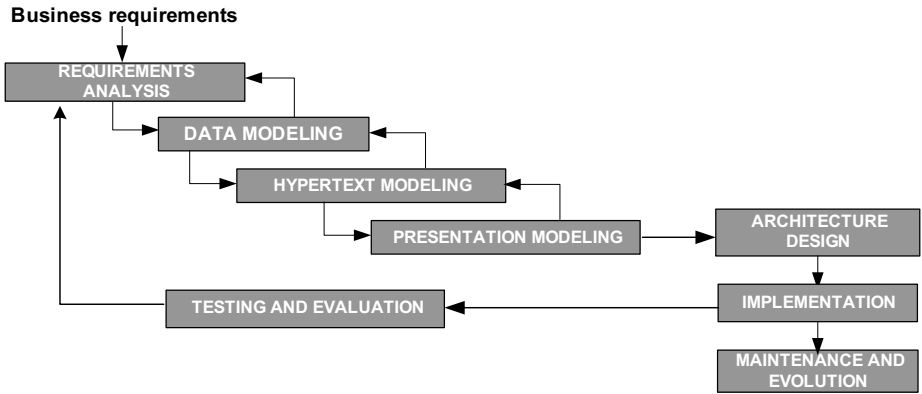 Business requirements
REQUIREMENTS
ANALYSIS
DATA MODELING
HYPERTEXT MODELING
PRESENTATION MODELING
ARCHITECTURE
DESIGN
TESTING AND EVALUATION
IMPLEMENTATION
MAINTENANCE AND
EVOLUTION